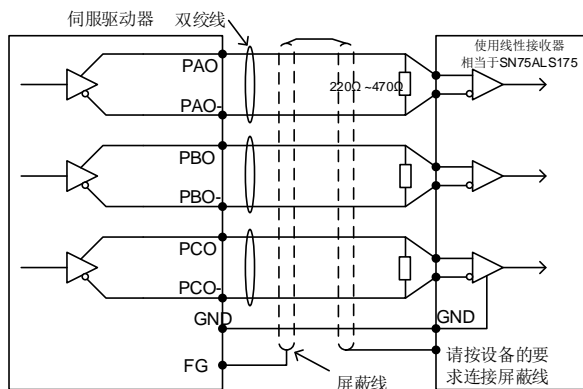 伺服驱动器
双绞线
使用线性接收器
相当于SN75ALS175
PAO
220Ω ~470Ω
PAO-
PBO
PBO-
PCO
PCO-
GND
GND
FG
屏蔽线
请按设备的要
求连接屏蔽线